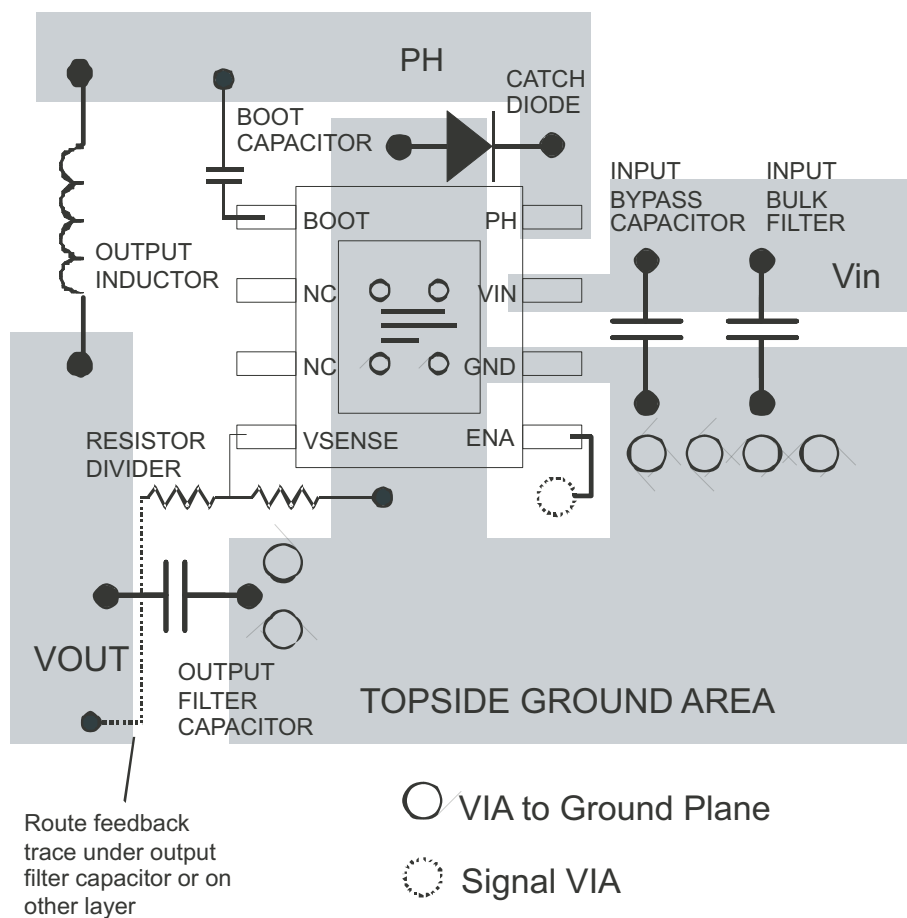 PH
CATCH
DIODE
BOOT
CAPACITOR
INPUT
BYPASS
CAPACITOR
INPUT
BULK
FILTER
OUTPUT
INDUCTOR
BOOT
PH
Vin
NC
VIN
NC
GND
VSENSE
ENA
RESISTOR
DIVIDER
VOUT
OUTPUT
FILTER
CAPACITOR
TOPSIDE GROUND AREA
Route feedback
trace under output
filter capacitor or on
other layer
VIA to Ground Plane
Signal VIA